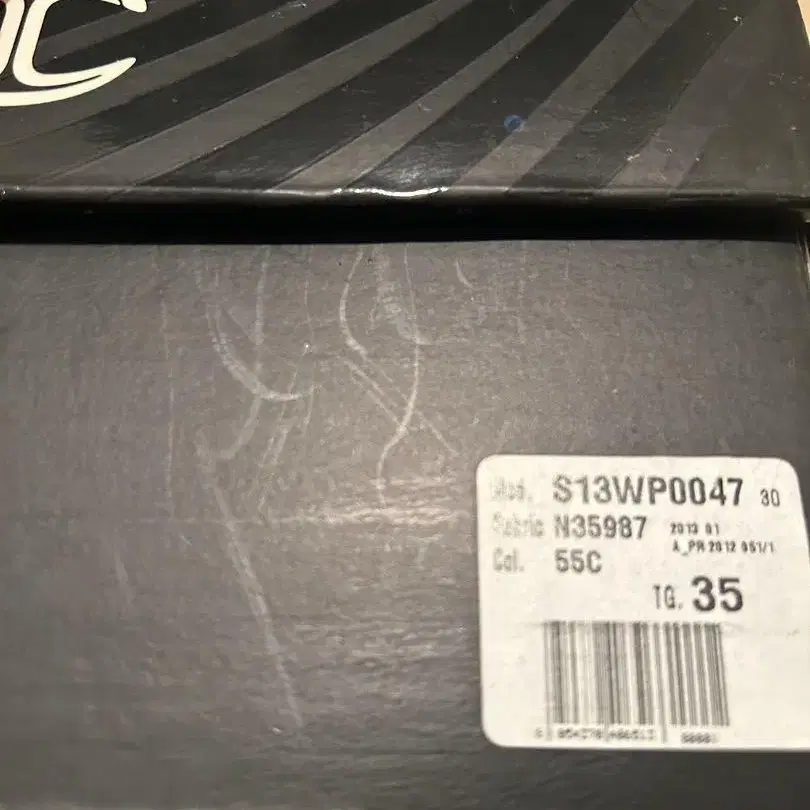 Mod. S13WP0047 30
Fabric N35987 2013 01
A_PR 2012 051/1
Col. 55C
TG. 35